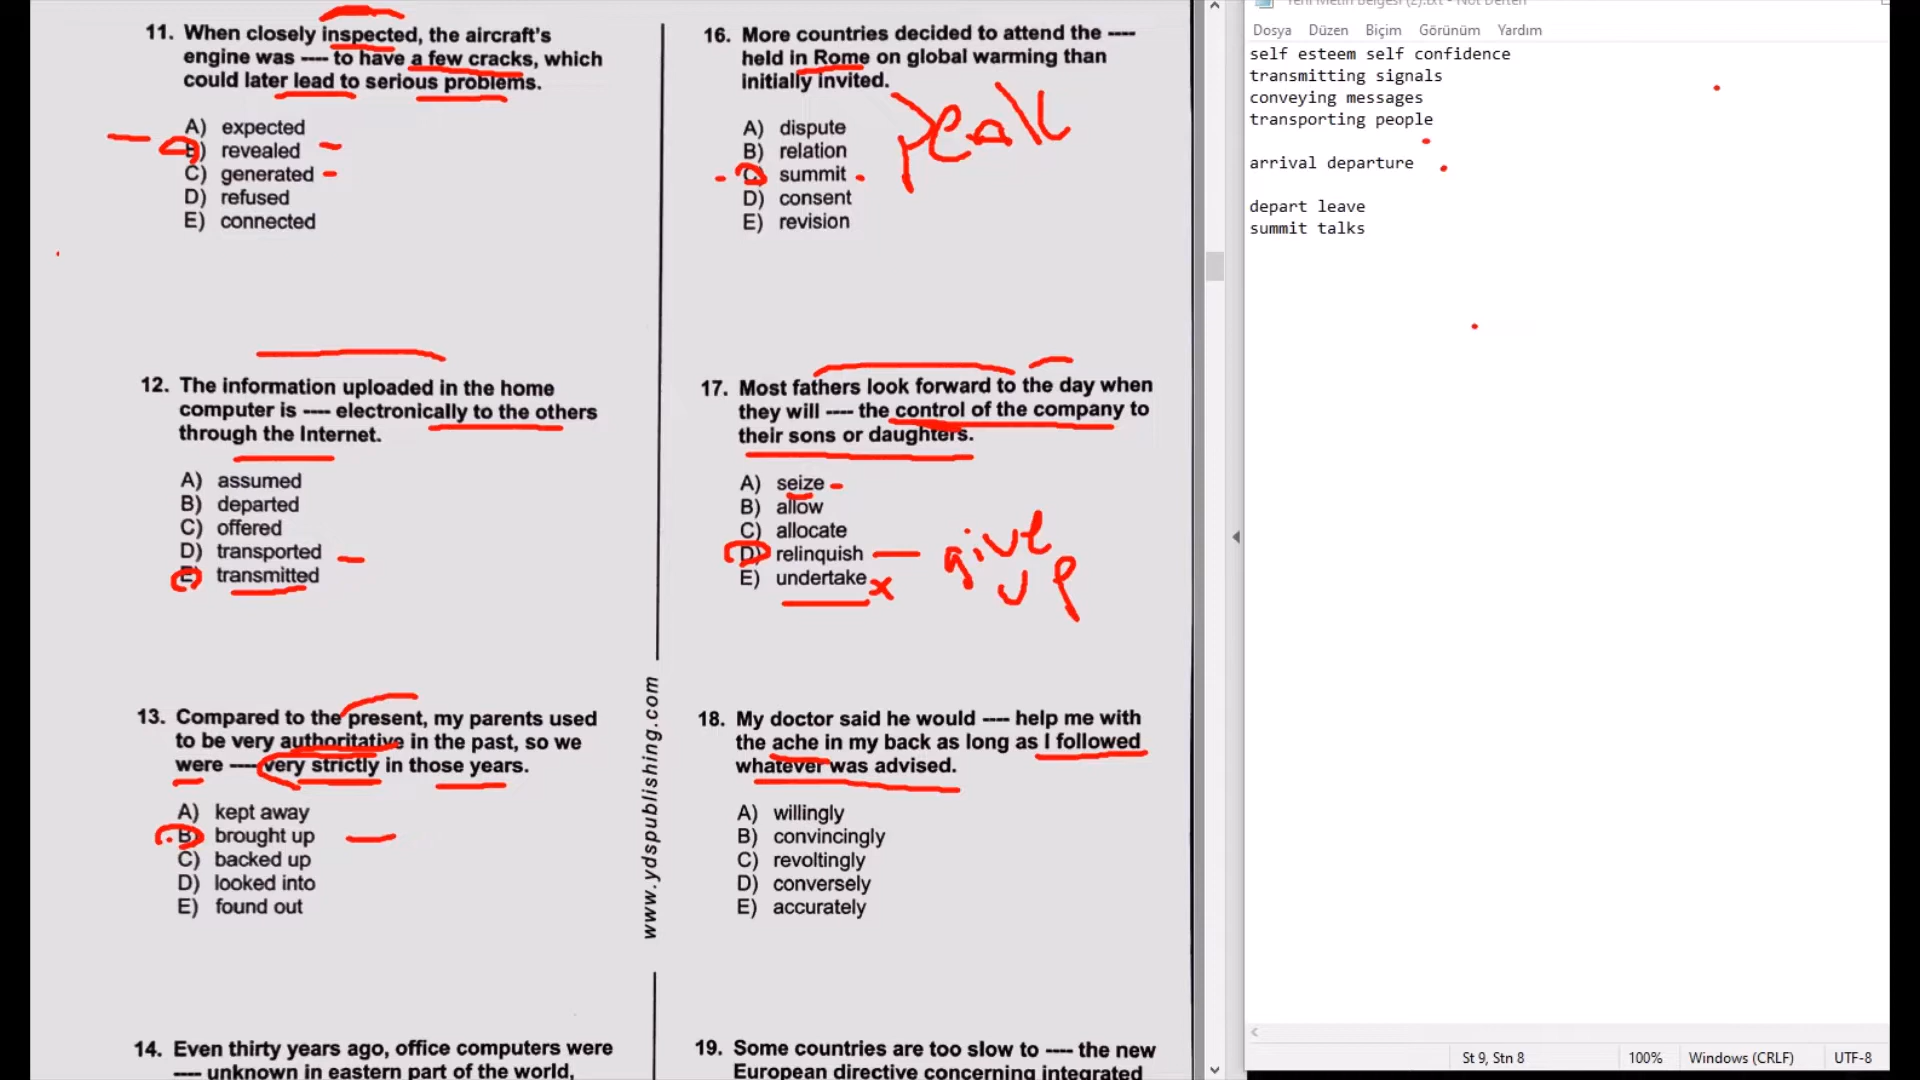 11. When closely inspected, the aircraft's
engine was ---- to have a few cracks, which
could later lead to serious problems.
A) expected
B) revealed
C) generated
D) refused
E) connected
12. The information uploaded in the home
computer is ---- electronically to the others
through the Internet.
A) assumed
B) departed
C) offered
D) transported
E) transmitted
13. Compared to the present, my parents used
to be very authoritative in the past, so we
were ---- very strictly in those years.
A) kept away
B) brought up
C) backed up
D) looked into
E) found out
14. Even thirty years ago, office computers were
---- unknown in eastern part of the world,
www.ydspublishing.com
16. More countries decided to attend the ----
held in Rome on global warming than
initially invited.
peak
A) dispute
B) relation
C) summit
D) consent
E) revision
17. Most fathers look forward to the day when
they will ---- the control of the company to
their sons or daughters.
A) seize
B) allow
C) allocate
D) relinquish
E) undertake x
give
up
18. My doctor said he would ---- help me with
the ache in my back as long as I followed
whatever was advised.
A) willingly
B) convincingly
C) revoltingly
D) conversely
E) accurately
19. Some countries are too slow to ---- the new
European directive concerning integrated
Yeni Metin Belgesi (2).txt - Not Defteri
Dosya Düzen Biçim Görünüm Yardım
self esteem self confidence
transmitting signals
conveying messages
transporting people
arrival departure
depart leave
summit talks
St 9, Stn 8 100% Windows (CRLF) UTF-8